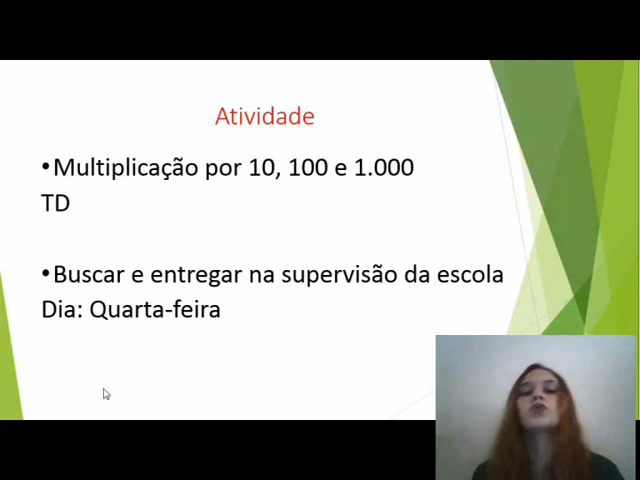 Atividade
•Multiplicação por 10, 100 e 1.000
TD
•Buscar e entregar na supervisão da escola
Dia: Quarta-feira